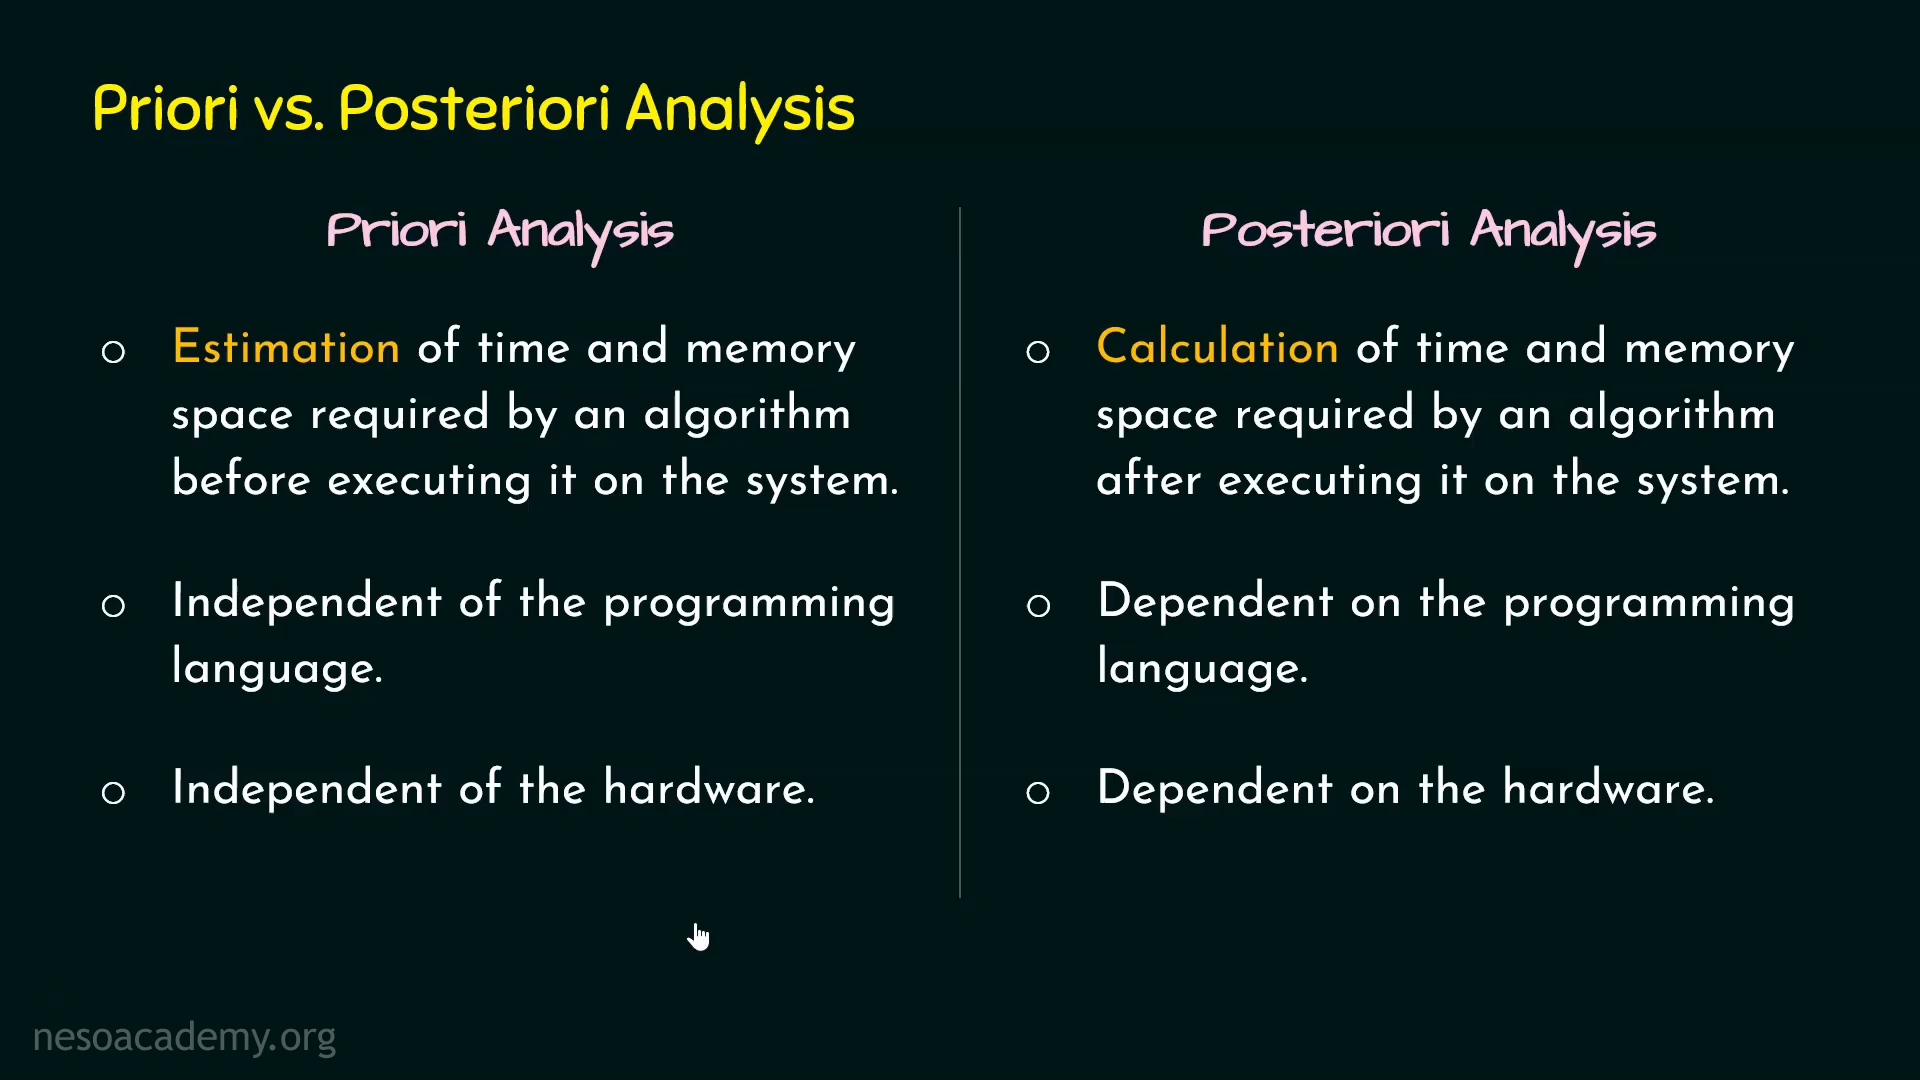 Priori vs. Posteriori Analysis
Priori Analysis
Estimation of time and memory
space required by an algorithm
before executing it on the system.
Independent of the programming
language.
Independent of the hardware.
Posteriori Analysis
Calculation of time and memory
space required by an algorithm
after executing it on the system.
Dependent on the programming
language.
Dependent on the hardware.
nesoacademy.org